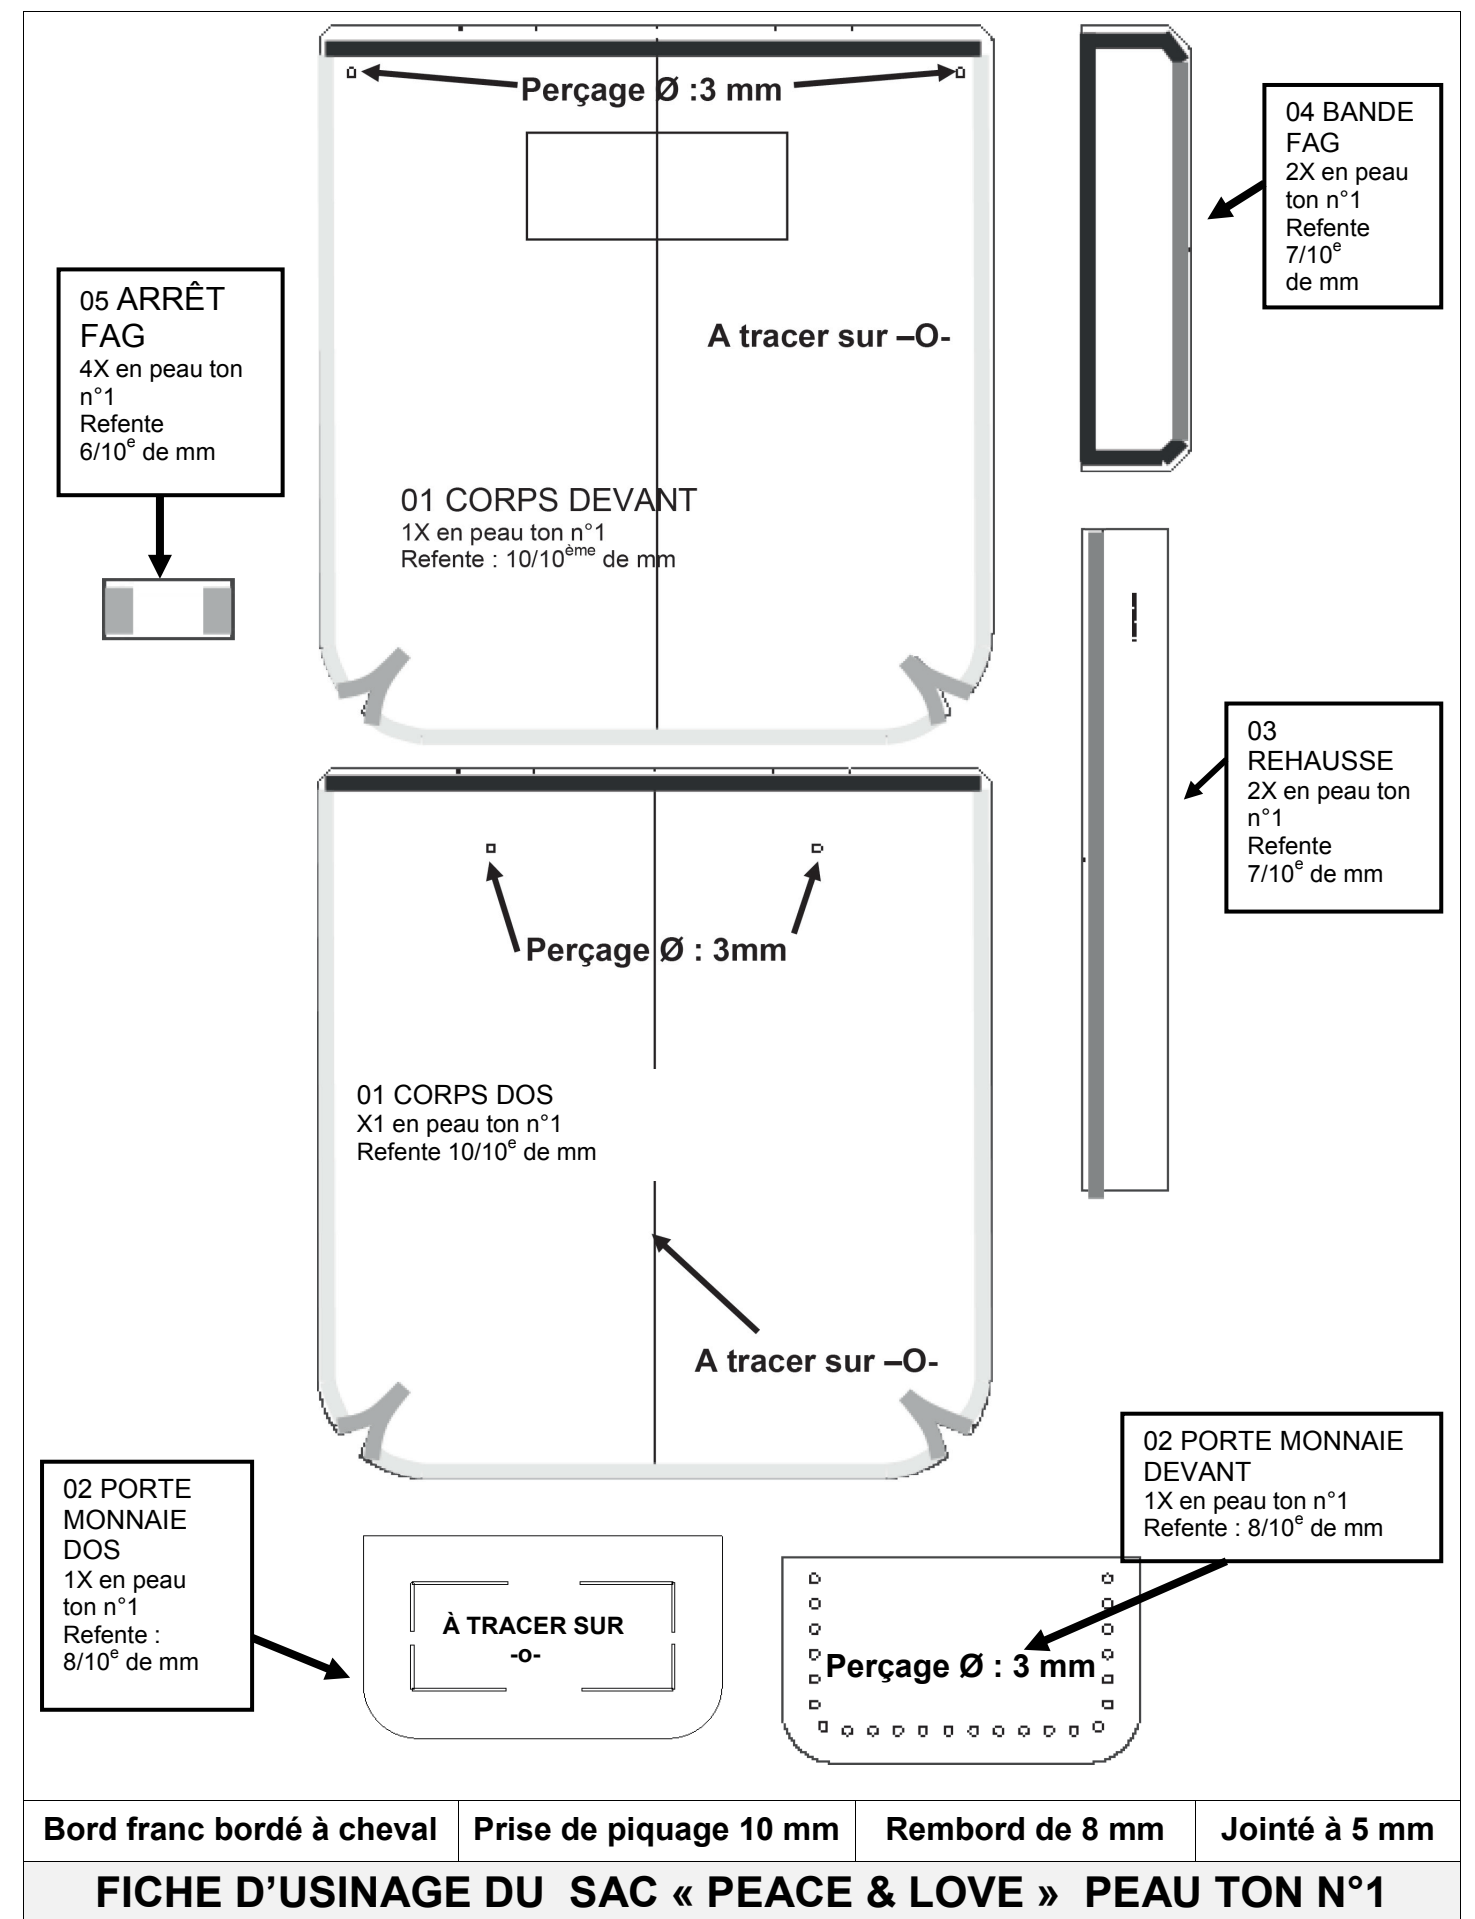 Perçage Ø :3 mm
04 BANDE
FAG
2X en peau
ton n°1
Refente
7/10e
de mm
05 ARRÊT
FAG
4X en peau ton
n°1
Refente
6/10e de mm
A tracer sur –O-
01 CORPS DEVANT
1X en peau ton n°1
Refente : 10/10ème de mm
03
REHAUSSE
2X en peau ton
n°1
Refente
7/10e de mm
Perçage Ø : 3mm
01 CORPS DOS
X1 en peau ton n°1
Refente 10/10e de mm
A tracer sur –O-
02 PORTE MONNAIE
DEVANT
1X en peau ton n°1
Refente : 8/10e de mm
02 PORTE
MONNAIE
DOS
1X en peau
ton n°1
Refente :
8/10e de mm
À TRACER SUR
-o-
Perçage Ø : 3 mm
Bord franc bordé à cheval
Prise de piquage 10 mm
Rembord de 8 mm
Jointé à 5 mm
FICHE D’USINAGE DU SAC « PEACE & LOVE » PEAU TON N°1